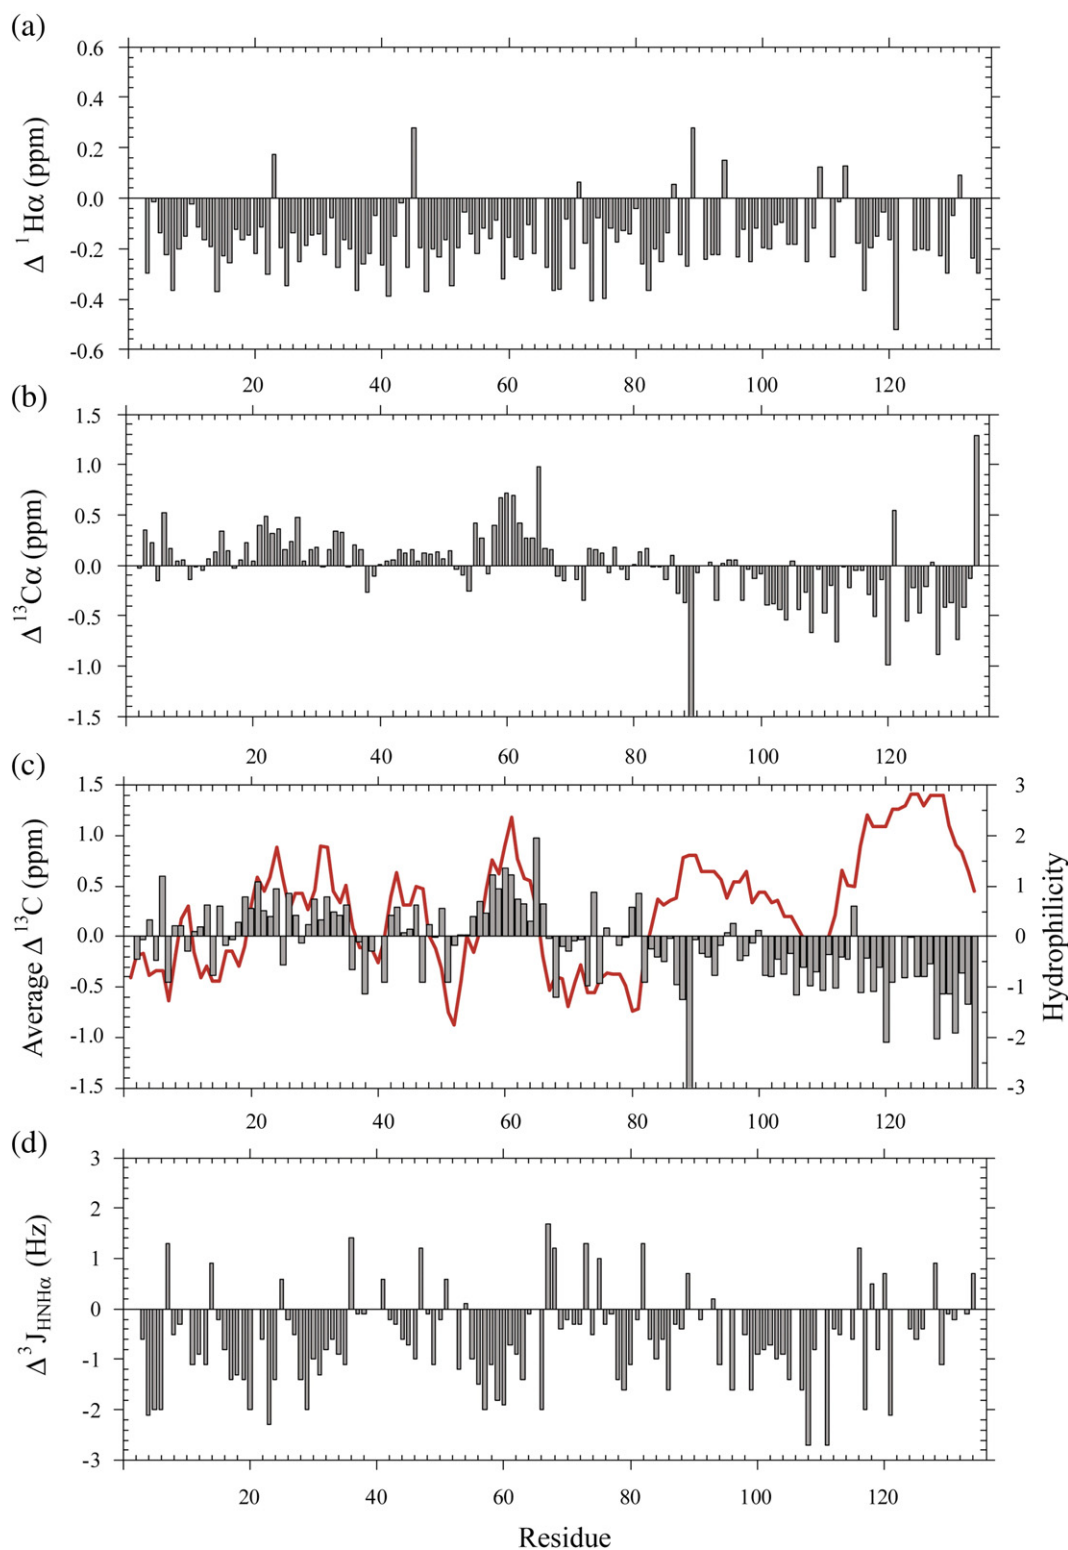 (a)
0.6
0.4
0.2
0.0
-0.2
-0.4
-0.6
Δ ¹Hα (ppm)
20 40 60 80 100 120
(b)
1.5
1.0
0.5
0.0
-0.5
-1.0
-1.5
Δ ¹³Cα (ppm)
20 40 60 80 100 120
(c)
1.5 3
1.0 2
0.5 1
0.0 0
-0.5 -1
-1.0 -2
-1.5 -3
Average Δ ¹³C (ppm)
Hydrophilicity
20 40 60 80 100 120
(d)
3
2
1
0
-1
-2
-3
Δ ³J HNHα (Hz)
20 40 60 80 100 120
Residue